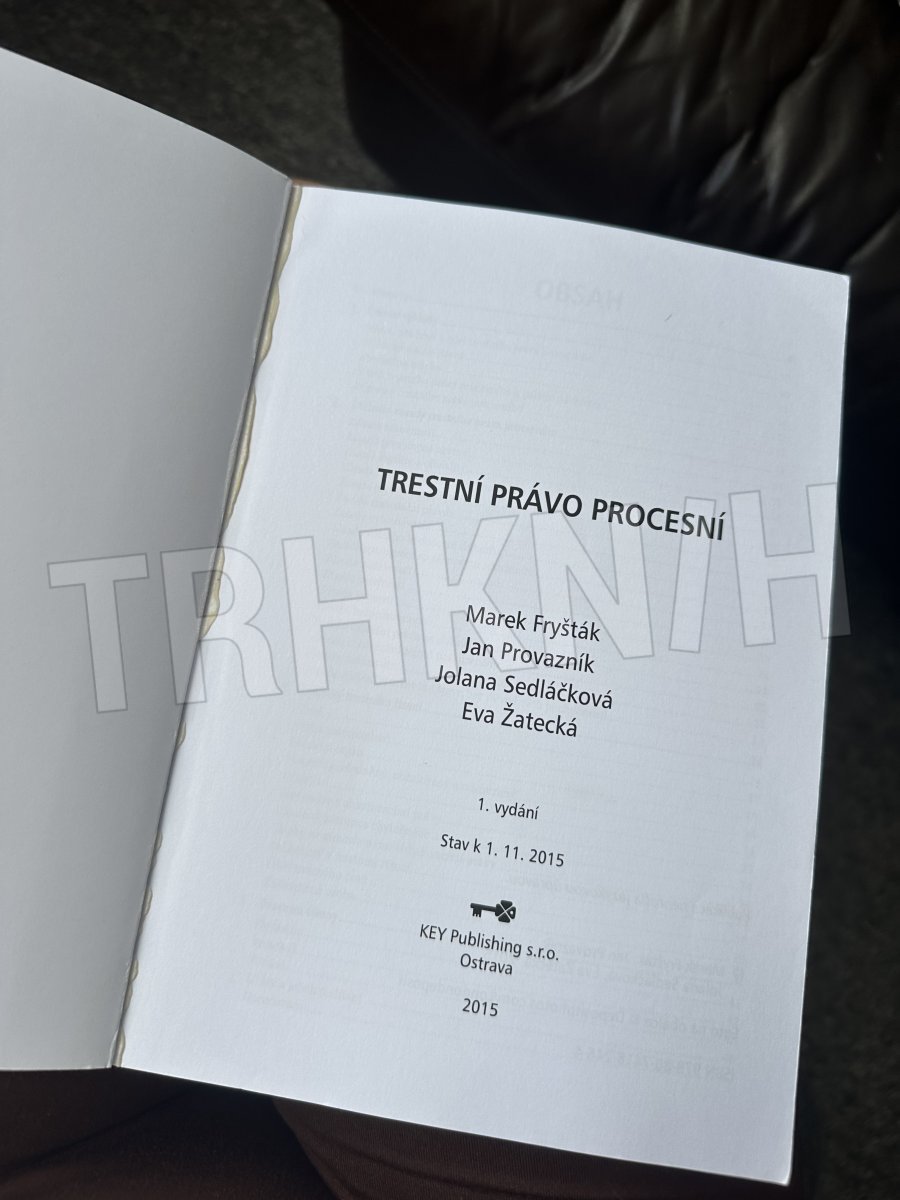 OBSAH
TRESTNÍ PRÁVO PROCESNÍ
TRHKNIH
Marek Fryšták
Jan Provazník
Jolana Sedláčková
Eva Žatecká
1. vydání
Stav k 1. 11. 2015
KEY Publishing s.r.o.
Ostrava
2015